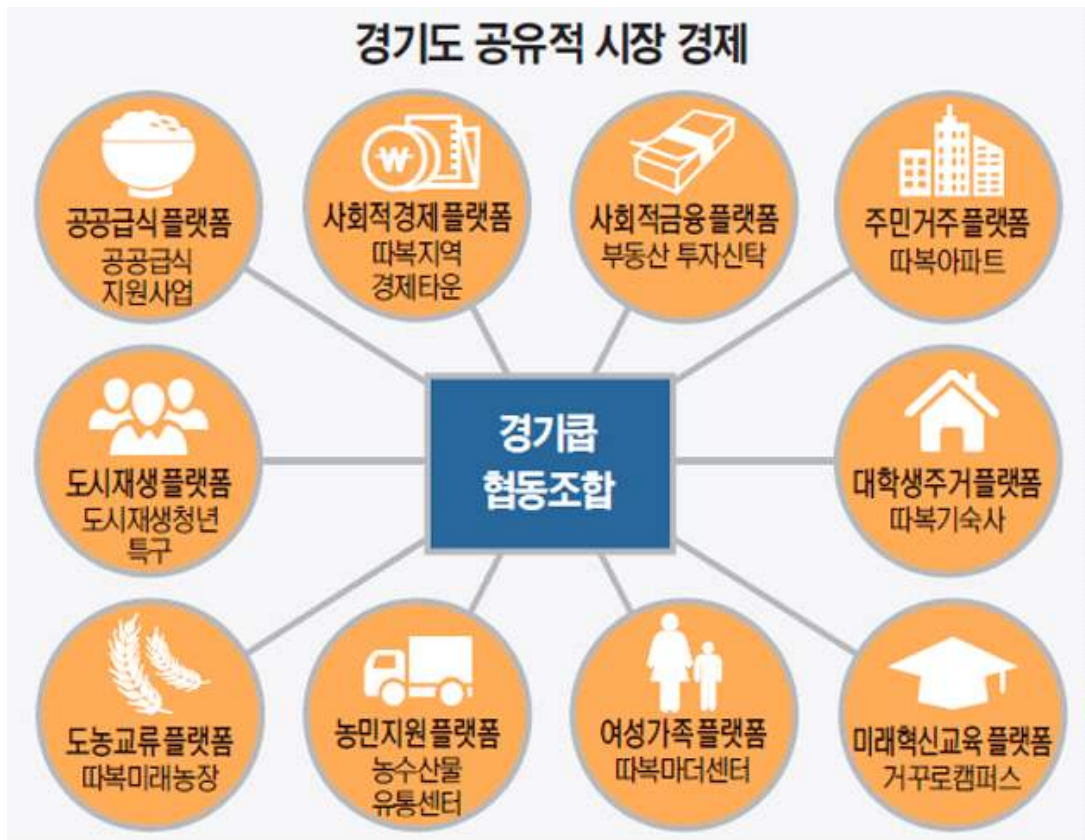 경기도 공유적 시장 경제
공공급식 플랫폼
공공급식
지원사업
사회적경제 플랫폼
따복지역
경제타운
사회적금융 플랫폼
부동산 투자신탁
주민거주 플랫폼
따복아파트
경기쿱
협동조합
도시재생 플랫폼
도시재생청년
특구
대학생주거 플랫폼
따복기숙사
도농교류 플랫폼
따복미래농장
농민지원 플랫폼
농수산물
유통센터
여성가족 플랫폼
따복마더센터
미래혁신교육 플랫폼
거꾸로캠퍼스